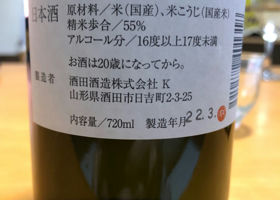 日本酒
原材料／米(国産)、米こうじ(国産米)
精米歩合／55%
アルコール分／16度以上17度未満
お酒は20歳になってから。
製造者
酒田酒造株式会社 K
山形県酒田市日吉町2-3-25
内容量／720ml 製造年月 22.3.